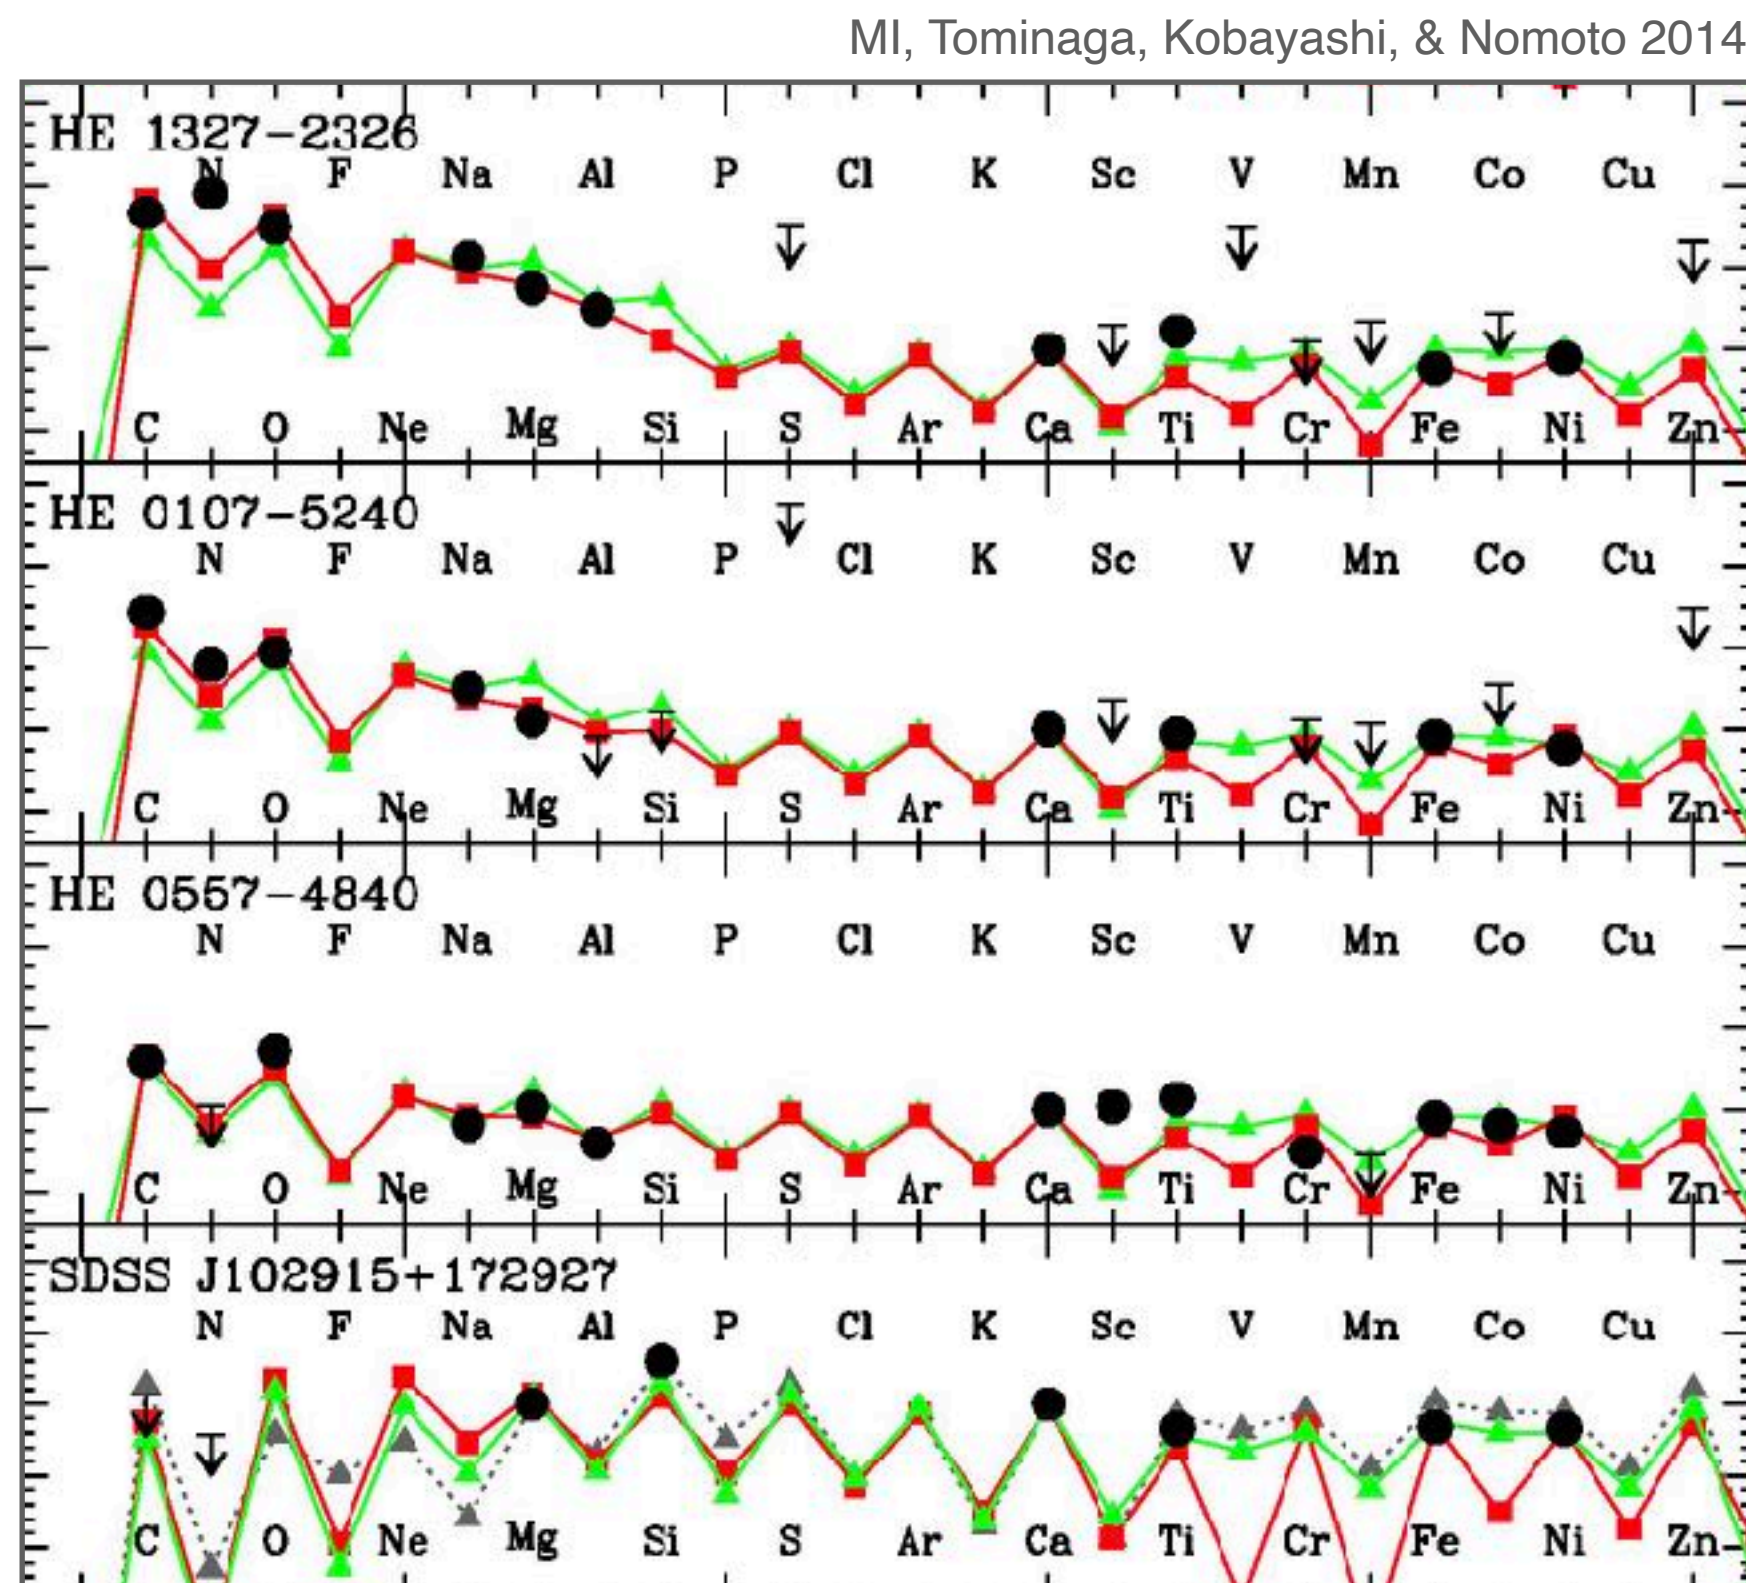 MI, Tominaga, Kobayashi, & Nomoto 2014
HE 1327-2326
N F Na Al P Cl K Sc V Mn Co Cu
C O Ne Mg Si S Ar Ca Ti Cr Fe Ni Zn
HE 0107-5240
N F Na Al P Cl K Sc V Mn Co Cu
C O Ne Mg Si S Ar Ca Ti Cr Fe Ni Zn
HE 0557-4840
N F Na Al P Cl K Sc V Mn Co Cu
C O Ne Mg Si S Ar Ca Ti Cr Fe Ni Zn
SDSS J102915+172927
N F Na Al P Cl K Sc V Mn Co Cu
C O Ne Mg Si S Ar Ca Ti Cr Fe Ni Zn